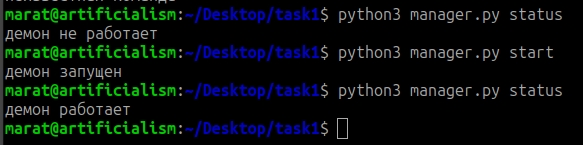 marat@artificialism:~/Desktop/task1$ python3 manager.py status
демон не работает
marat@artificialism:~/Desktop/task1$ python3 manager.py start
демон запущен
marat@artificialism:~/Desktop/task1$ python3 manager.py status
демон работает
marat@artificialism:~/Desktop/task1$